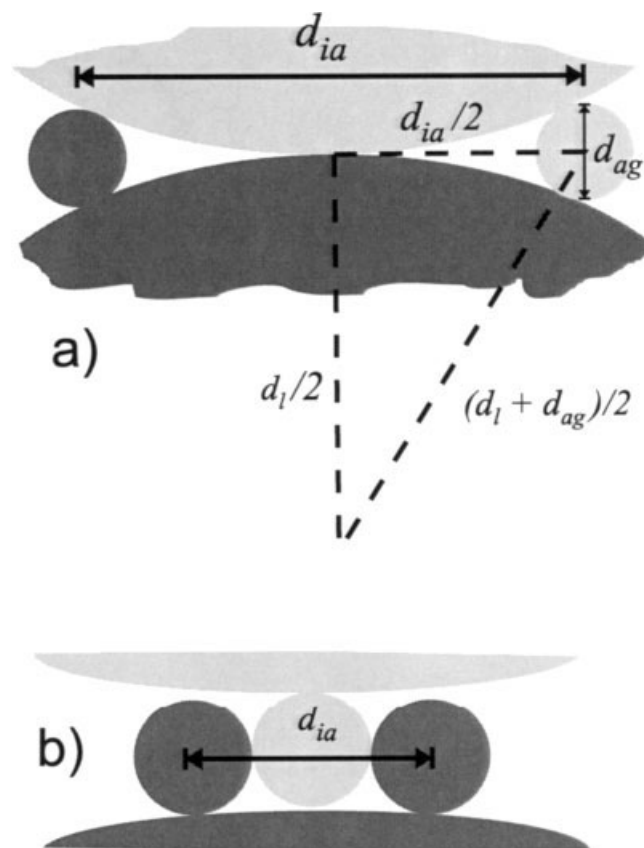 d_ia
d_ia/2
d_ag
a)
d_l/2
(d_l + d_ag)/2
d_ia
b)